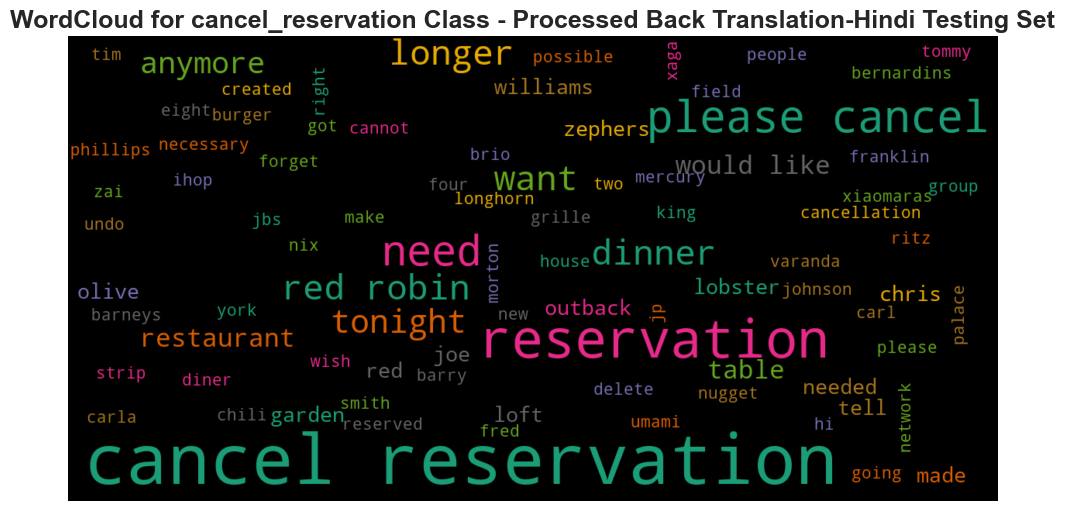 WordCloud for cancel_reservation Class - Processed Back Translation-Hindi Testing Set
tim
anymore
longer
possible
xaga
people
tommy
bernardins
created
right
williams
field
eight
burger
got
cannot
zephers
please cancel
phillips
necessary
forget
brio
would like
franklin
zai
ihop
four
want
two
mercury
longhorn
xiaomaras
group
undo
jbs
make
grille
king
cancellation
nix
need
morton
house
dinner
varanda
ritz
olive
red robin
lobster
johnson
chris
barneys
york
tonight
new
outback
jp
carl
palace
restaurant
joe
reservation
please
strip
diner
wish
red
barry
table
delete
nugget
needed
carla
chili
garden
smith
reserved
loft
fred
umami
tell
hi
network
cancel reservation
going
made